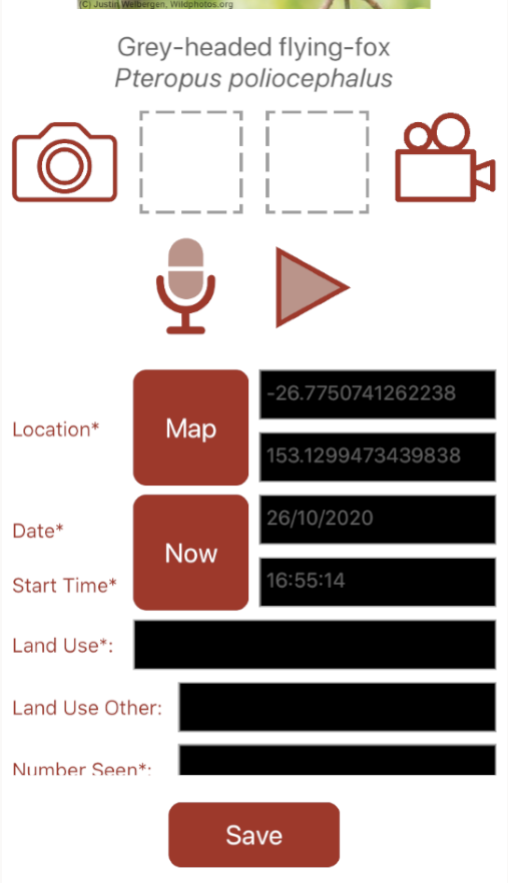 (C) Justin Welbergen, Wildphotos.org
Grey-headed flying-fox
Pteropus poliocephalus
Location*
Map
-26.7750741262238
153.1299473439838
Date*
Now
26/10/2020
Start Time*
16:55:14
Land Use*:
Land Use Other:
Number Seen*:
Save